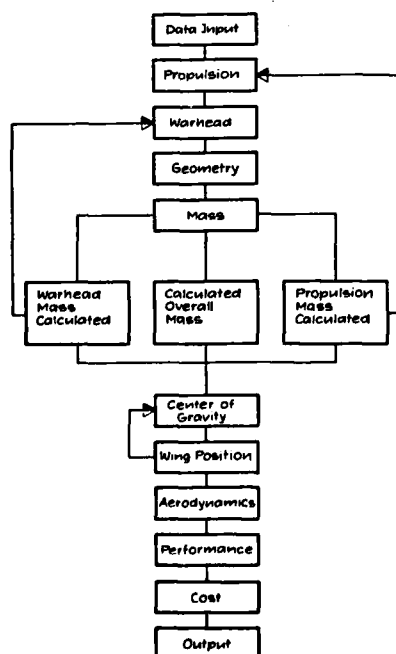 Data Input
Propulsion
Warhead
Geometry
Mass
Warhead
Mass
Calculated
Calculated
Overall
Mass
Propulsion
Mass
Calculated
Center of
Gravity
Wing Position
Aerodynamics
Performance
Cost
Output